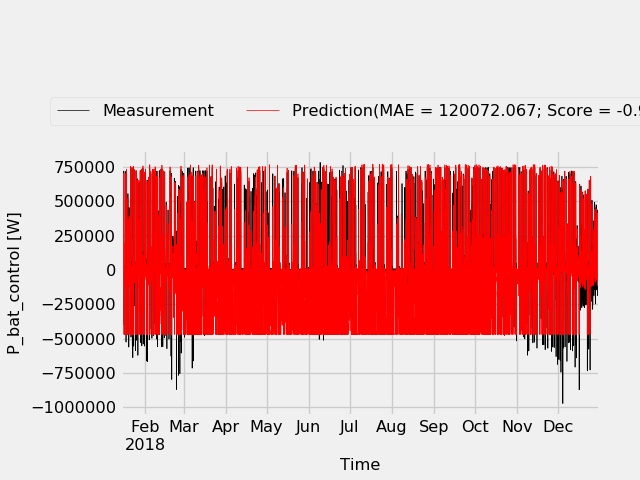 Measurement Prediction(MAE = 120072.067; Score = -0.9
750000
500000
250000
0
−250000
−500000
−750000
−1000000
P_bat_control [W]
Feb Mar Apr May Jun Jul Aug Sep Oct Nov Dec
2018
Time